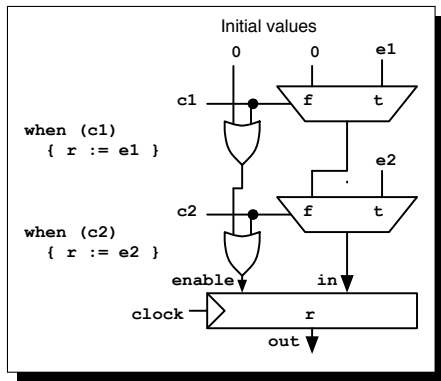 Initial values
0 0 e1
c1 f t
when (c1)
{ r := e1 }
e2
c2 f t
when (c2)
{ r := e2 }
enable in
clock r
out